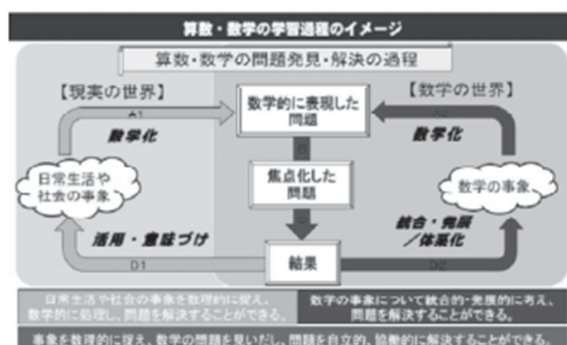 算数・数学の学習過程のイメージ
算数・数学の問題発見・解決の過程
【現実の世界】
【数学の世界】
A1
数学的に表現した
問題
A2
数学化
数学化
B
日常生活や
社会の事象
焦点化した
問題
数学の事象
C
活用・意味づけ
統合・発展
/体系化
結果
D1
D2
日常生活や社会の事象を数理的に捉え、
数学的に処理し、問題を解決することができる。
数学の事象について統合的・発展的に考え、
問題を解決することができる。
事象を数理的に捉え、数学の問題を見いだし、問題を自立的、協働的に解決することができる。